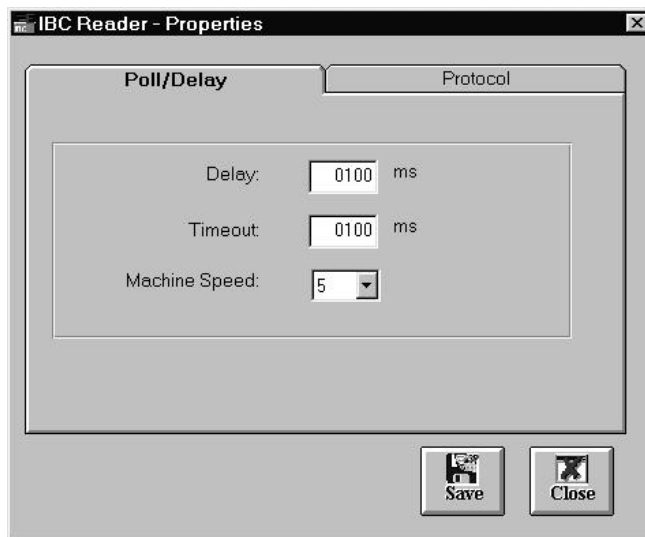 IBC Reader - Properties
Poll/Delay Protocol
Delay: 0100 ms
Timeout: 0100 ms
Machine Speed: 5
Save Close